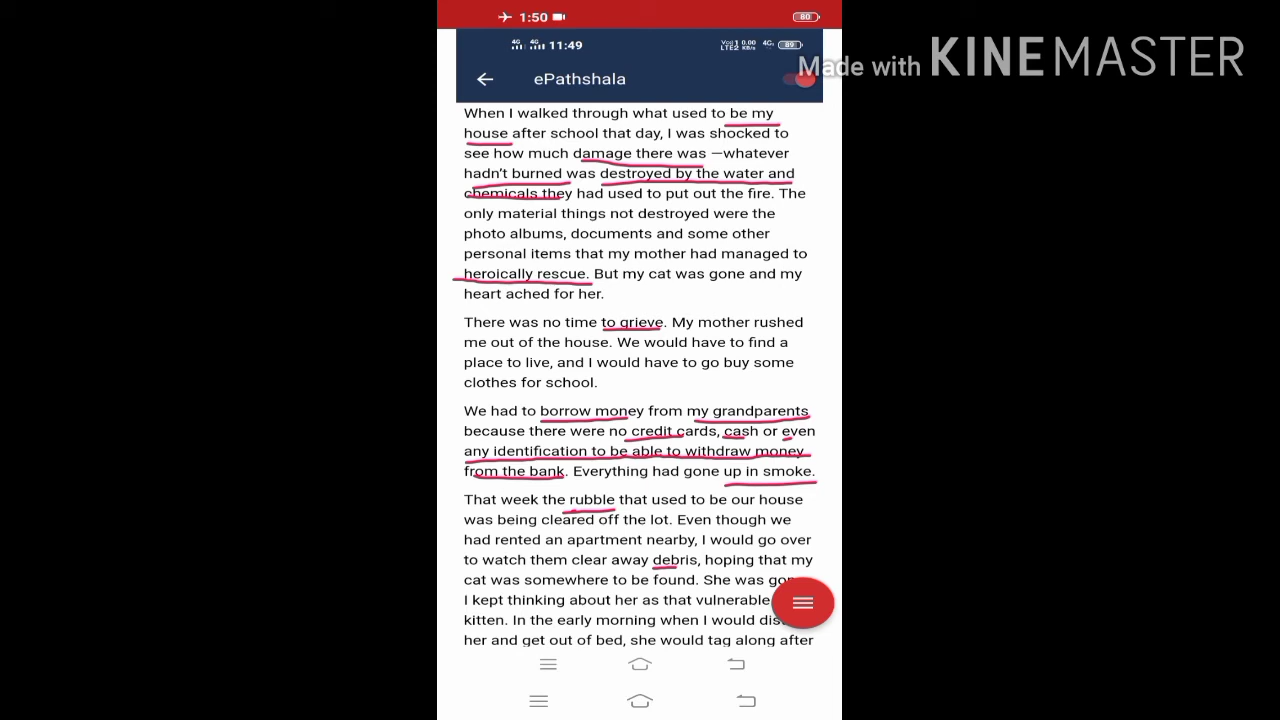 1:50 80
4G 4G 11:49 Vol) 1 0.00 LTE2 KB/s 4G 89
Made with KINEMASTER
ePathshala
When I walked through what used to be my
house after school that day, I was shocked to
see how much damage there was —whatever
hadn't burned was destroyed by the water and
chemicals they had used to put out the fire. The
only material things not destroyed were the
photo albums, documents and some other
personal items that my mother had managed to
heroically rescue. But my cat was gone and my
heart ached for her.
There was no time to grieve. My mother rushed
me out of the house. We would have to find a
place to live, and I would have to go buy some
clothes for school.
We had to borrow money from my grandparents
because there were no credit cards, cash or even
any identification to be able to withdraw money
from the bank. Everything had gone up in smoke.
That week the rubble that used to be our house
was being cleared off the lot. Even though we
had rented an apartment nearby, I would go over
to watch them clear away debris, hoping that my
cat was somewhere to be found. She was
I kept thinking about her as that vulnerable
kitten. In the early morning when I would
her and get out of bed, she would tag along after